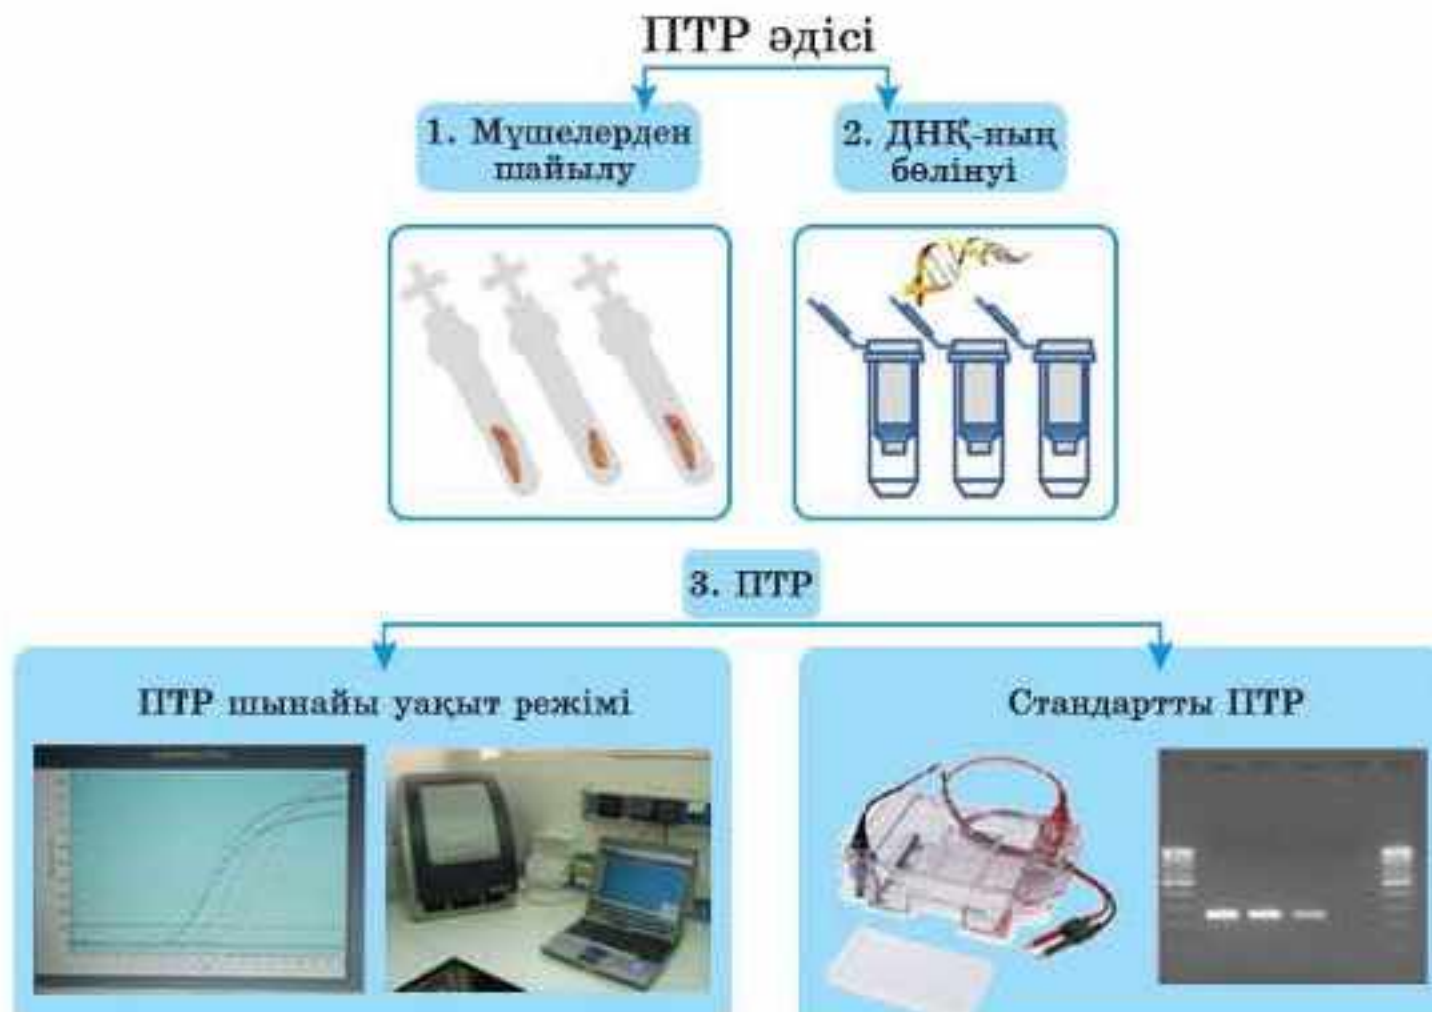 ПТР әдісі
1. Мүшелерден
шайылу
2. ДНҚ-ның
бөлінуі
3. ПТР
ПТР шынайы уақыт режімі
Стандартты ПТР